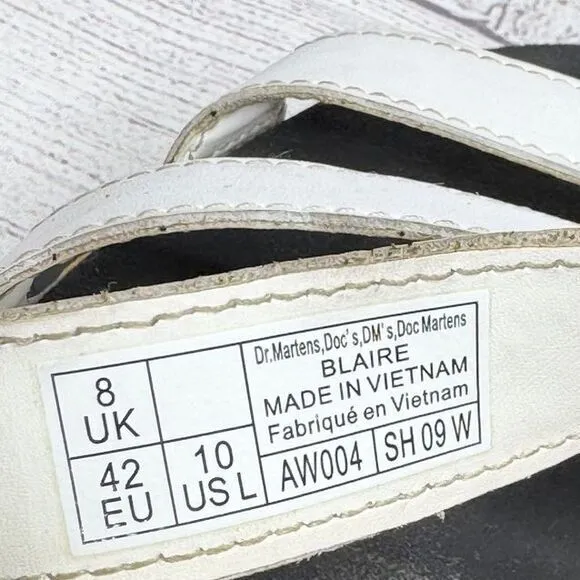 8
UK
42
EU
10
US L
Dr.Martens,Doc's,DM's,Doc Martens
BLAIRE
MADE IN VIETNAM
Fabriqué en Vietnam
AW004
SH 09 W